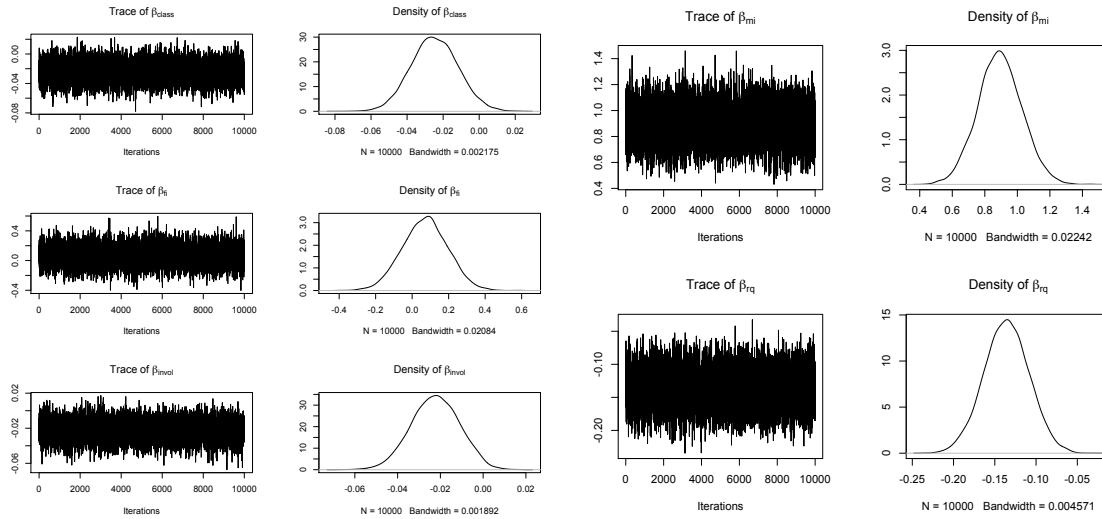 Trace of βclass
0.00
-0.04
-0.08
0 2000 4000 6000 8000 10000
Iterations
Density of βclass
30
20
10
0
-0.08 -0.06 -0.04 -0.02 0.00 0.02
N = 10000 Bandwidth = 0.002175
Trace of βfi
0.4
0.0
-0.4
0 2000 4000 6000 8000 10000
Iterations
Density of βfi
3.0
2.0
1.0
0.0
-0.4 -0.2 0.0 0.2 0.4 0.6
N = 10000 Bandwidth = 0.02084
Trace of βinvol
0.02
-0.02
-0.06
0 2000 4000 6000 8000 10000
Iterations
Density of βinvol
30
20
10
0
-0.06 -0.04 -0.02 0.00 0.02
N = 10000 Bandwidth = 0.001892
Trace of βmi
1.4
1.2
1.0
0.8
0.6
0.4
0 2000 4000 6000 8000 10000
Iterations
Density of βmi
3.0
2.0
1.0
0.0
0.4 0.6 0.8 1.0 1.2 1.4
N = 10000 Bandwidth = 0.02242
Trace of βrq
-0.10
-0.20
0 2000 4000 6000 8000 10000
Iterations
Density of βrq
15
10
5
0
-0.25 -0.20 -0.15 -0.10 -0.05
N = 10000 Bandwidth = 0.004571